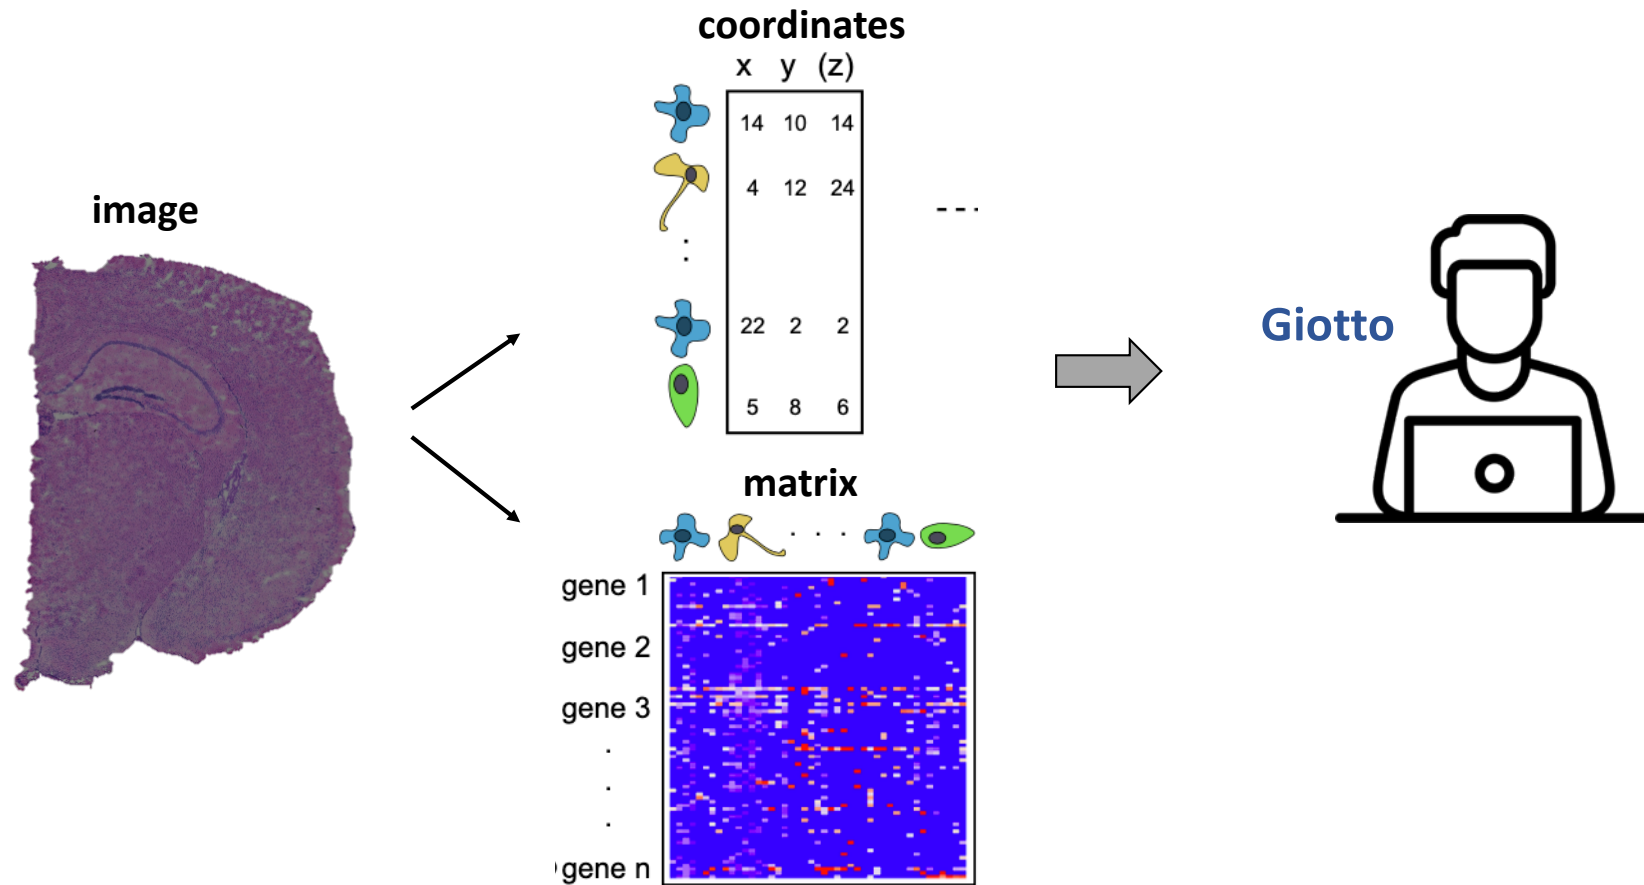 image
coordinates
x y (z)
14 10 14
4 12 24
22 2 2
5 8 6
matrix
gene 1
gene 2
gene 3
gene n
Giotto